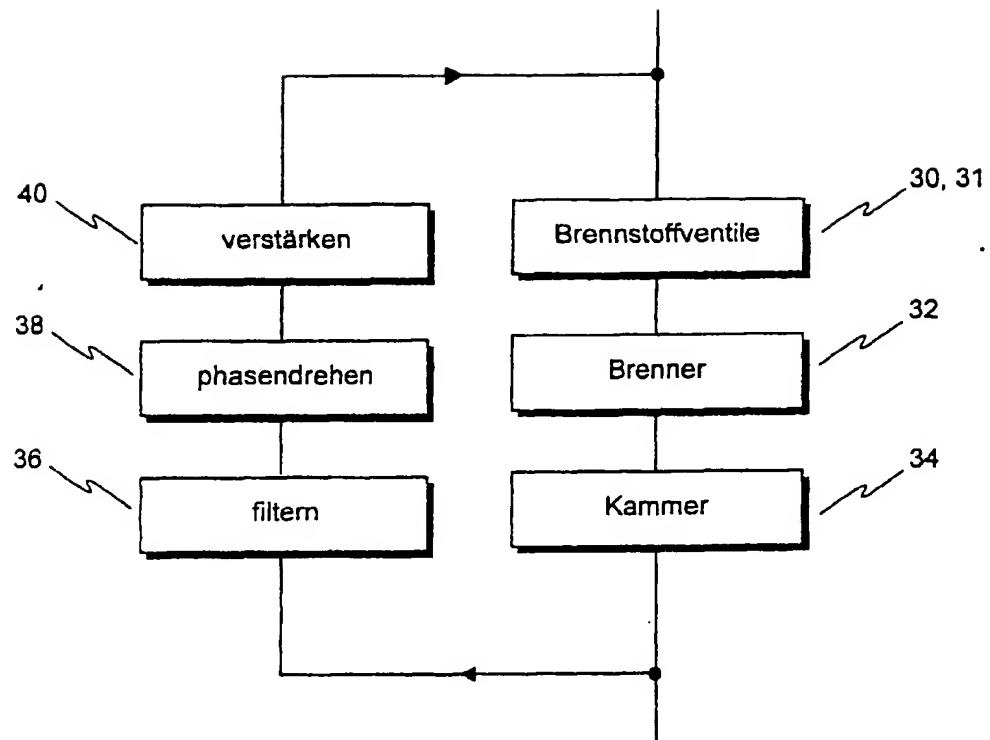 40
verstärken
Brennstoffventile
30, 31
38
phasendrehen
Brenner
32
36
filtern
Kammer
34